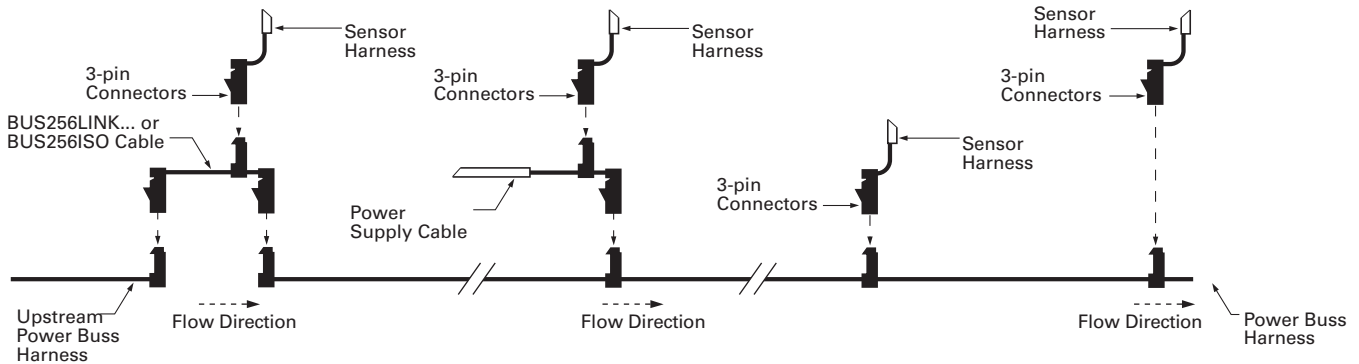 Sensor
Harness
3-pin
Connectors
BUS256LINK... or
BUS256ISO Cable
Sensor
Harness
3-pin
Connectors
Power
Supply Cable
Sensor
Harness
3-pin
Connectors
Sensor
Harness
3-pin
Connectors
Upstream
Power Buss
Harness
Flow Direction
Flow Direction
Flow Direction
Power Buss
Harness